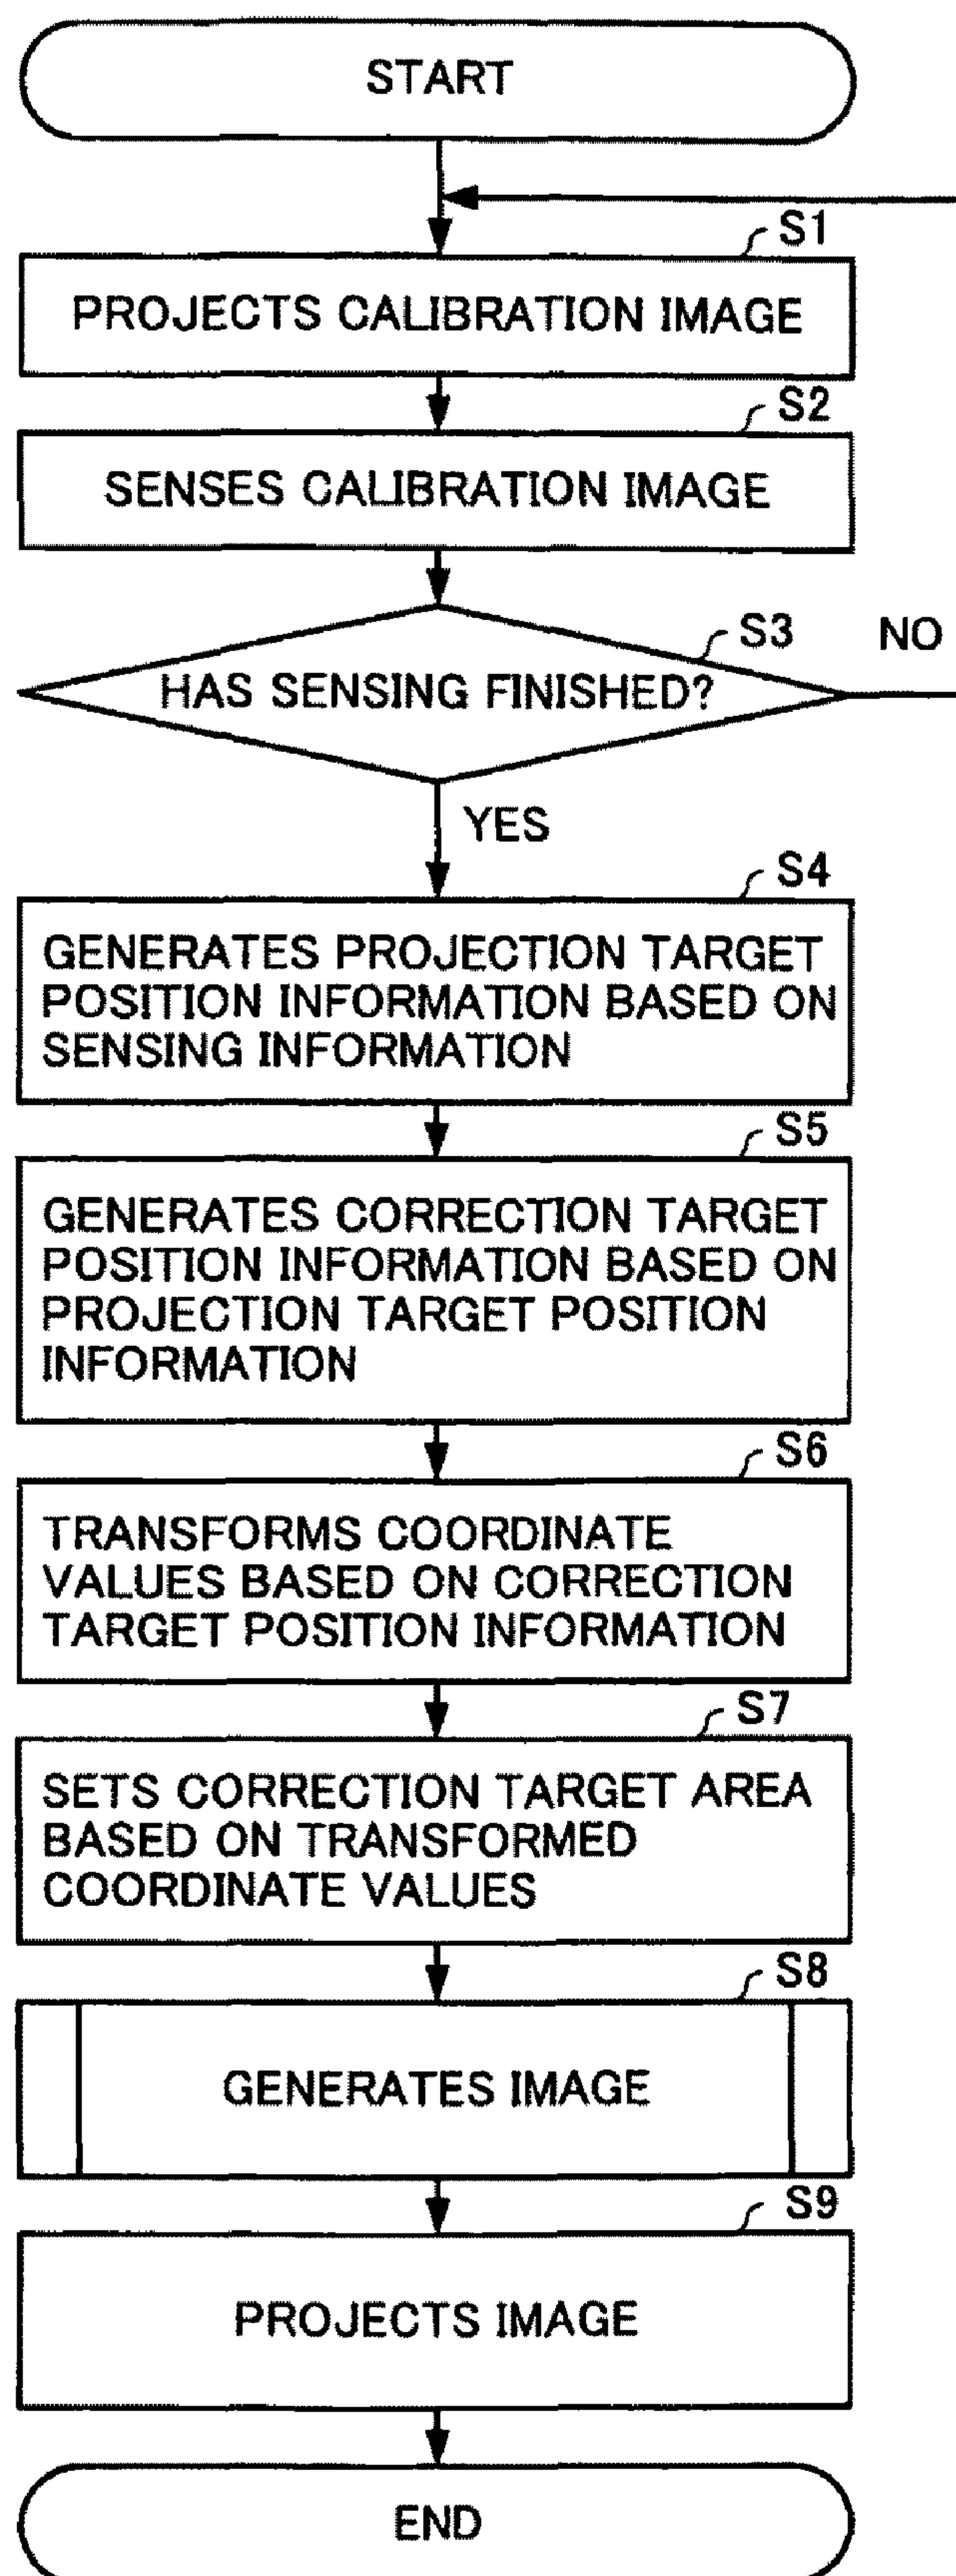 START
S1
PROJECTS CALIBRATION IMAGE
S2
SENSES CALIBRATION IMAGE
S3
NO
HAS SENSING FINISHED?
YES
S4
GENERATES PROJECTION TARGET
POSITION INFORMATION BASED ON
SENSING INFORMATION
S5
GENERATES CORRECTION TARGET
POSITION INFORMATION BASED ON
PROJECTION TARGET POSITION
INFORMATION
S6
TRANSFORMS COORDINATE
VALUES BASED ON CORRECTION
TARGET POSITION INFORMATION
S7
SETS CORRECTION TARGET AREA
BASED ON TRANSFORMED
COORDINATE VALUES
S8
GENERATES IMAGE
S9
PROJECTS IMAGE
END